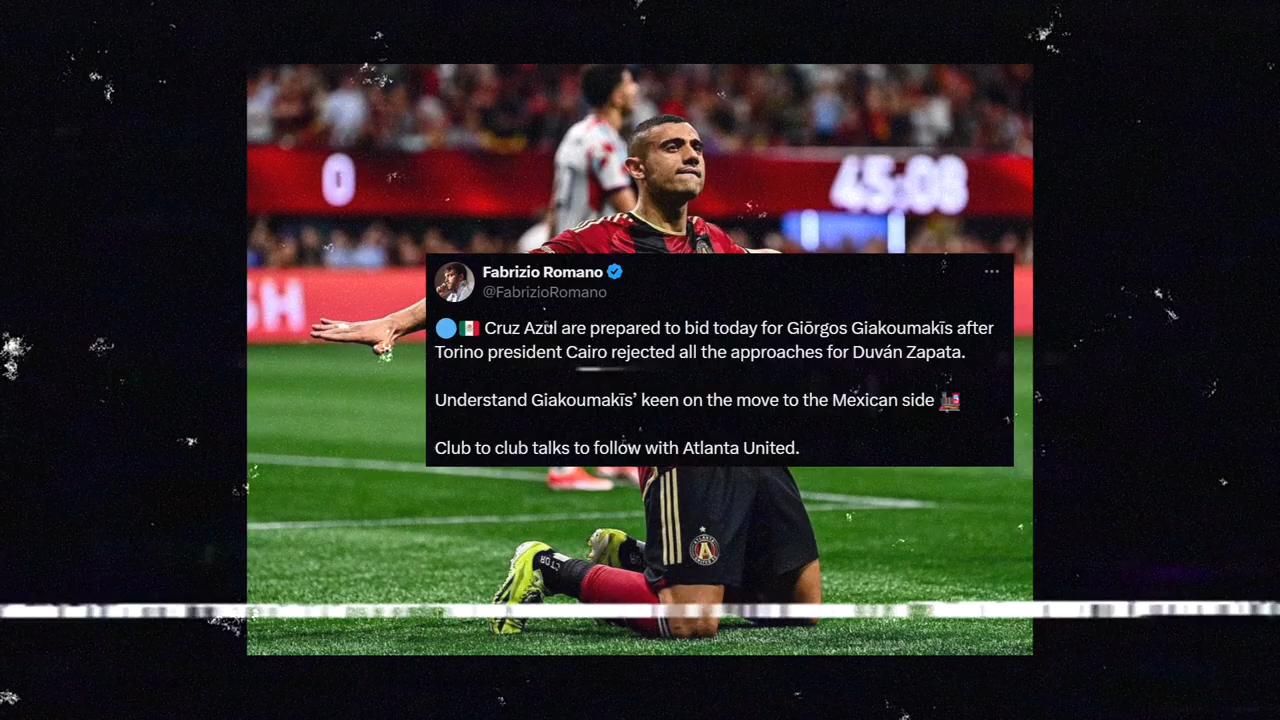 0
45:08
SH
Fabrizio Romano
@FabrizioRomano
🔵🇲🇽 Cruz Azul are prepared to bid today for Giōrgos Giakoumakīs after
Torino president Cairo rejected all the approaches for Duván Zapata.
Understand Giakoumakīs’ keen on the move to the Mexican side 🚂
Club to club talks to follow with Atlanta United.